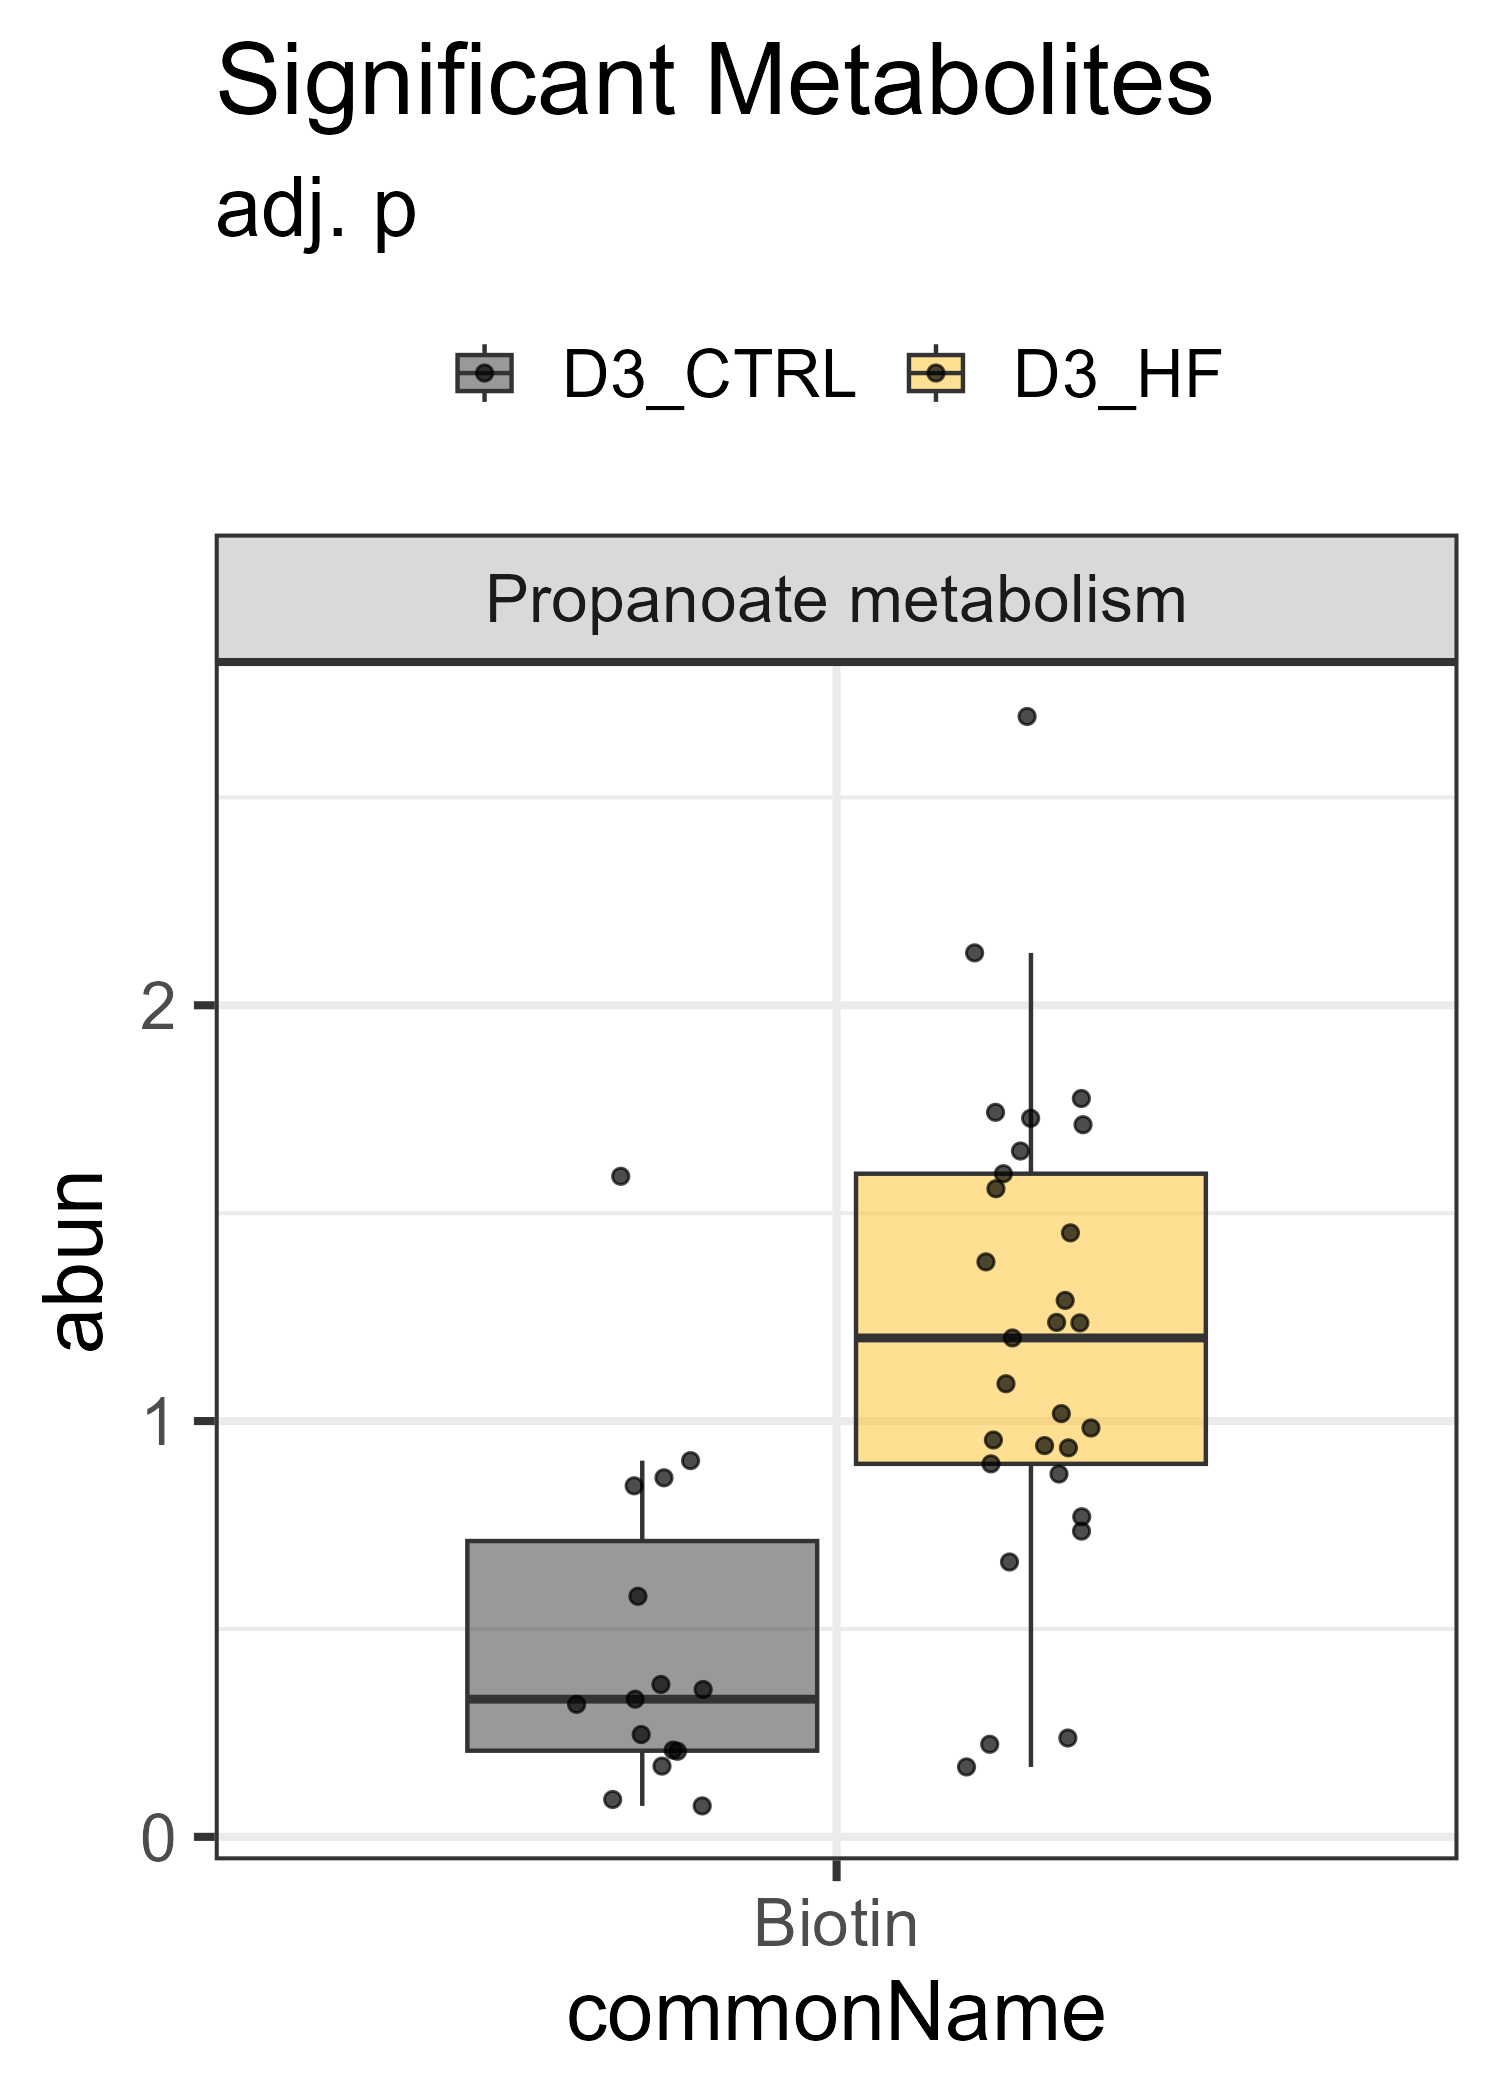 Significant Metabolites
adj. p
D3_CTRL D3_HF
Propanoate metabolism
abun
2
1
0
Biotin
commonName